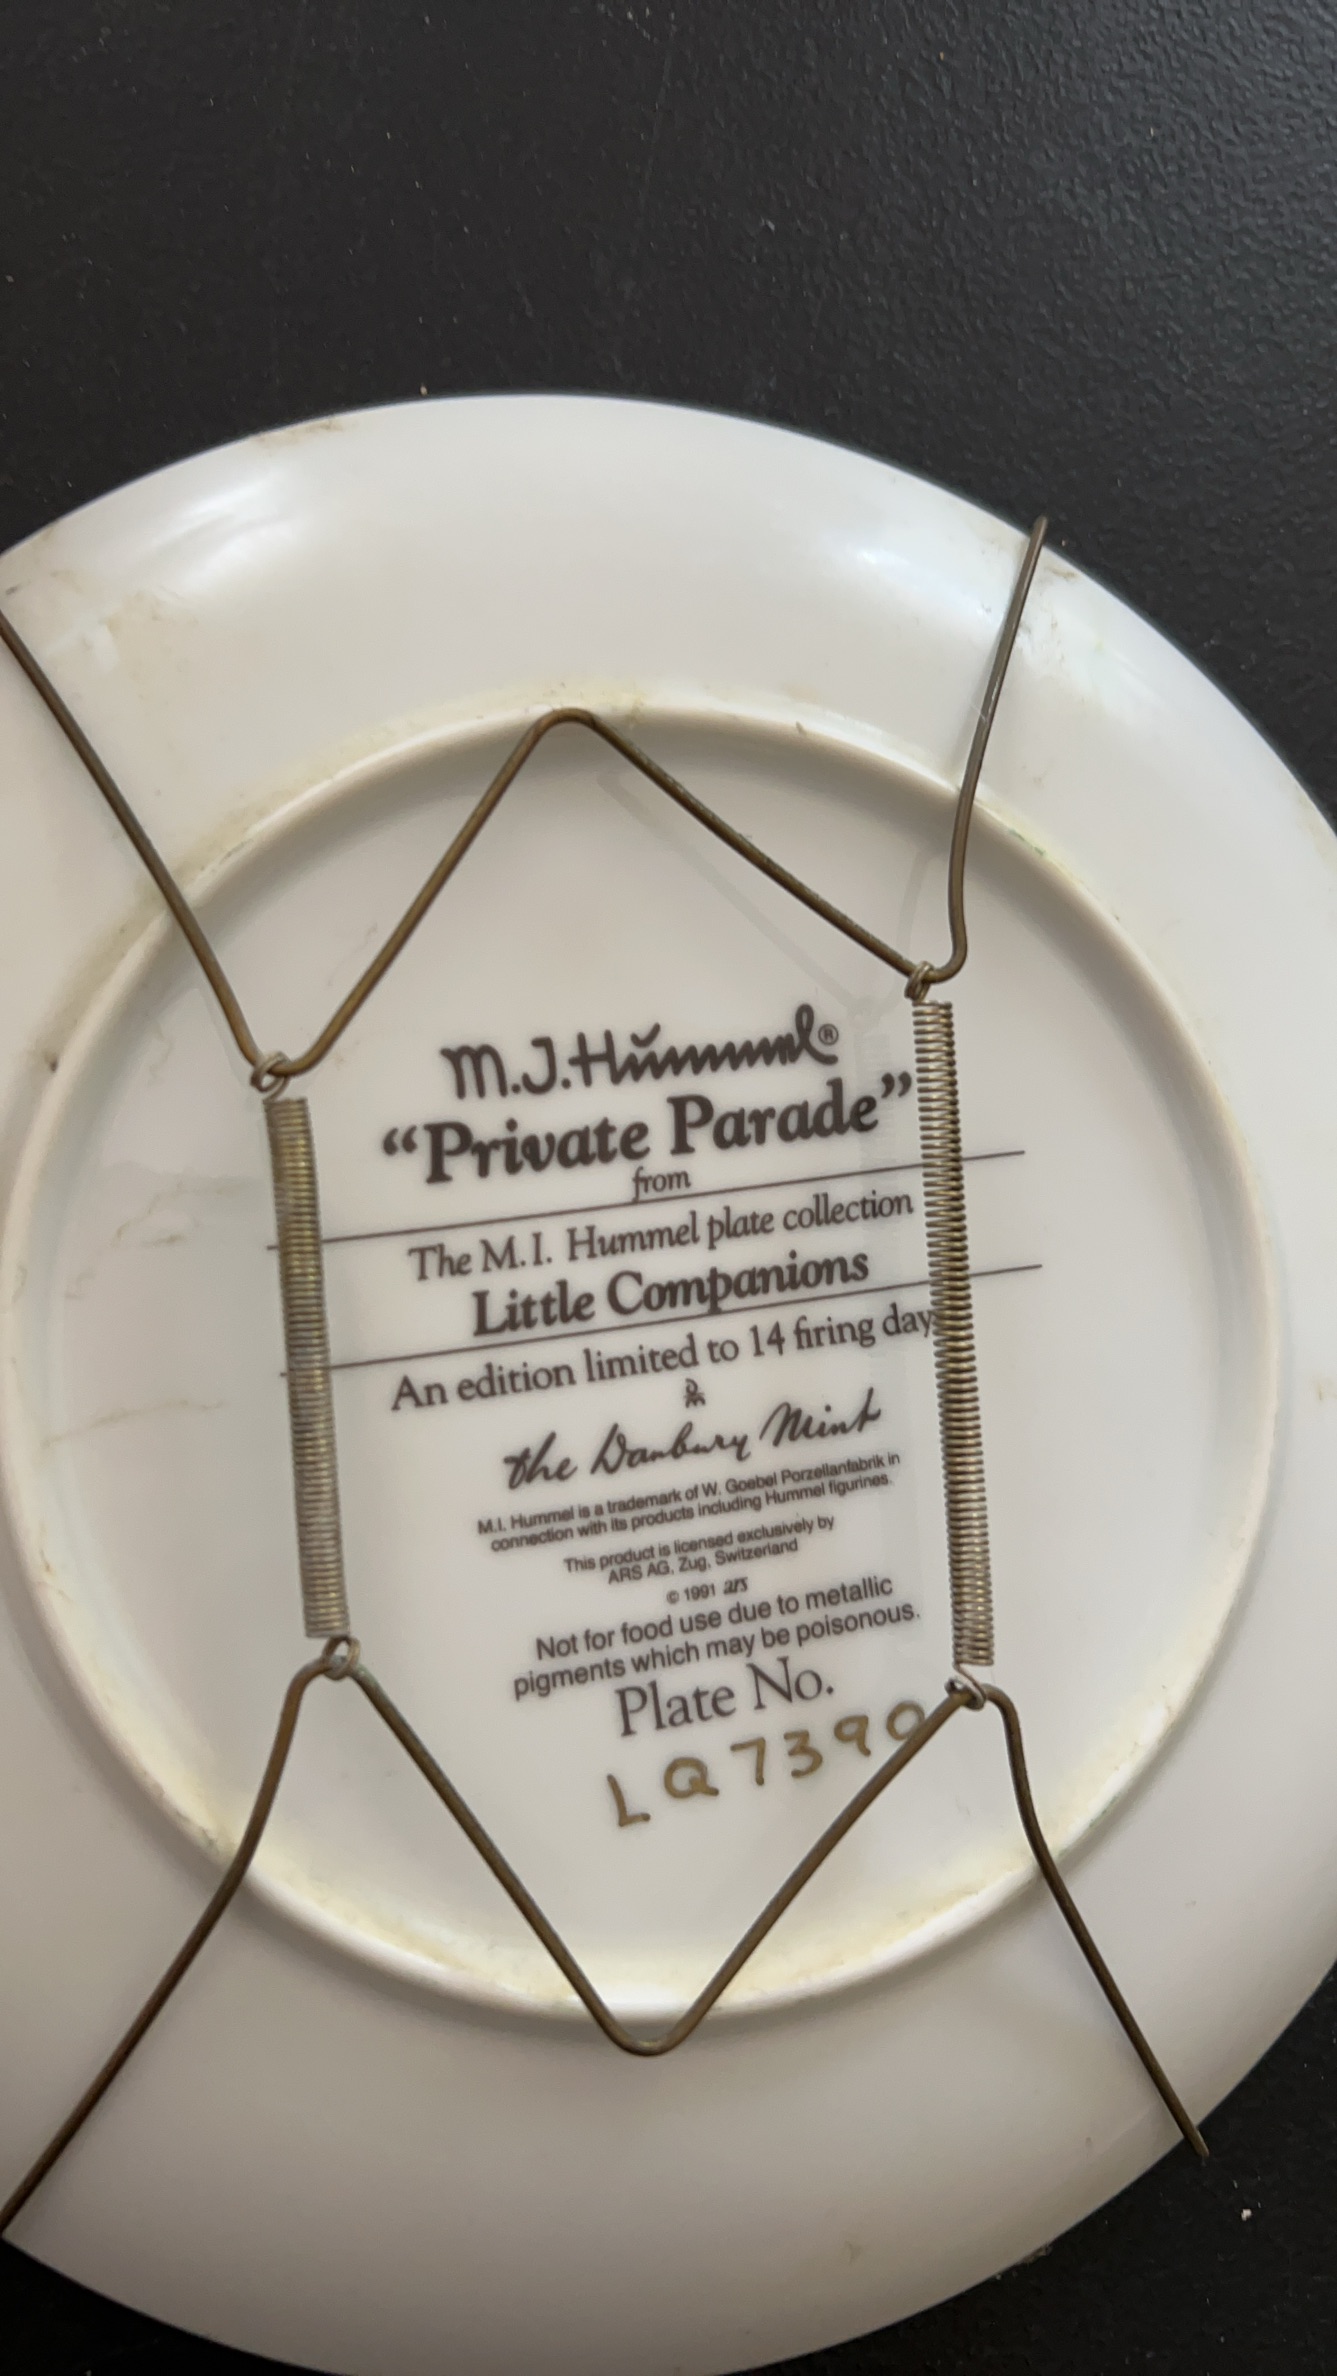 M.J. Hummel®
“Private Parade”
from
The M.I. Hummel plate collection
Little Companions
An edition limited to 14 firing day
the Danbury Mint
M.I. Hummel is a trademark of W. Goebel Porzellanfabrik in
connection with its products including Hummel figurines.
This product is licensed exclusively by
ARS AG, Zug, Switzerland
© 1991 ars
Not for food use due to metallic
pigments which may be poisonous.
Plate No.
LQ7390